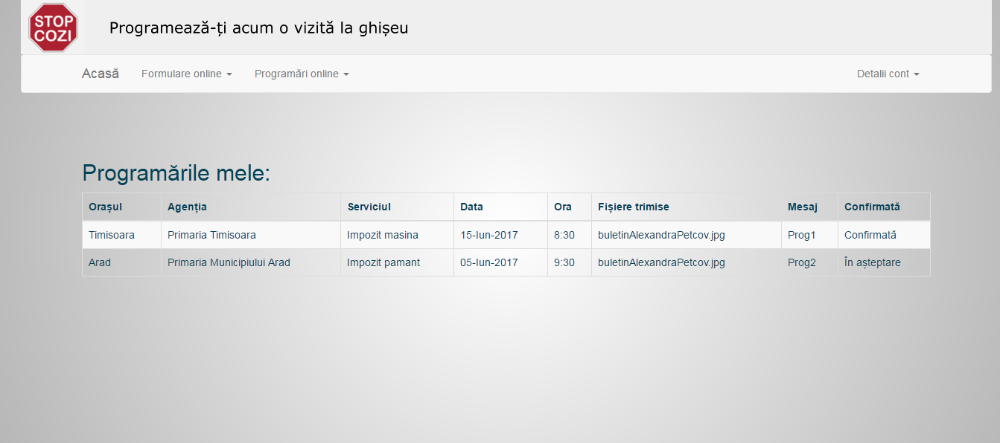 STOP
COZI
Programează-ți acum o vizită la ghișeu
Acasă Formulare online Programări online Detalii cont
Programările mele:
Orașul Agenția Serviciul Data Ora Fișiere trimise Mesaj Confirmată
Timisoara Primaria Timisoara Impozit masina 15-Iun-2017 8:30 buletinAlexandraPetcov.jpg Prog1 Confirmată
Arad Primaria Municipiului Arad Impozit pamant 05-Iun-2017 9:30 buletinAlexandraPetcov.jpg Prog2 În așteptare